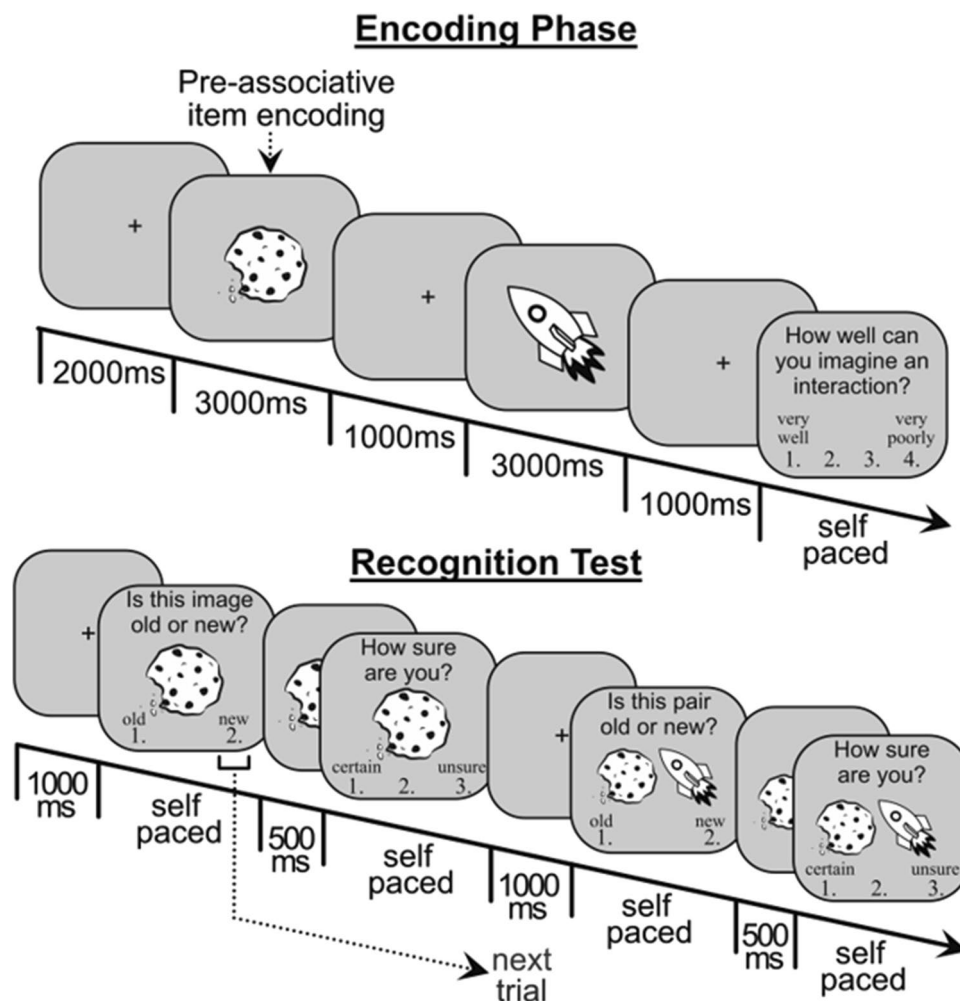 Encoding Phase
Pre-associative
item encoding
+
+
+
How well can
you imagine an
interaction?
very
well
very
poorly
1. 2. 3. 4.
2000ms
3000ms
1000ms
3000ms
1000ms
self
paced
Recognition Test
+
Is this image
old or new?
old
new
1.
2.
How sure
are you?
certain
unsure
1. 2. 3.
+
Is this pair
old or new?
old
new
1.
2.
How sure
are you?
certain
unsure
1. 2. 3.
1000
ms
self
paced
500
ms
self
paced
1000
ms
self
paced
500
ms
self
paced
next
trial